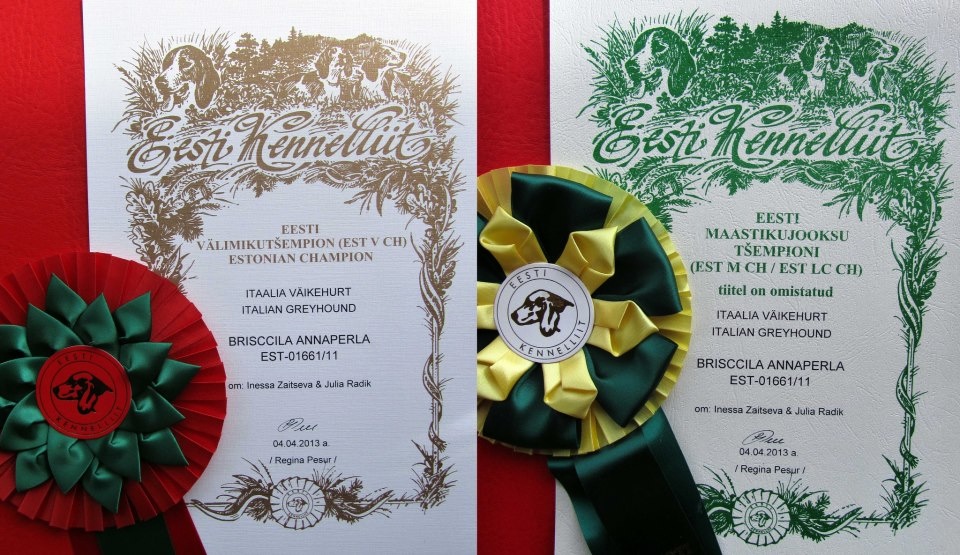 Eesti Kennelliit
EESTI
VÄLIMIKUTŠEMPION (EST V CH)
ESTONIAN CHAMPION
ITAALIA VÄIKEHURT
ITALIAN GREYHOUND
BRISCCILA ANNAPERLA
EST-01661/11
om: Inessa Zaitseva & Julia Radik
04.04.2013 a.
/ Regina Pesur /
EESTI
KENNELLIIT
Eesti Kennelliit
EESTI
MAASTIKUJOOKSU
TŠEMPIONI
(EST M CH / EST LC CH)
tiitel on omistatud
ITAALIA VÄIKEHURT
ITALIAN GREYHOUND
BRISCCILA ANNAPERLA
EST-01661/11
om: Inessa Zaitseva & Julia Radik
04.04.2013 a.
/ Regina Pesur /
EESTI
KENNELLIIT